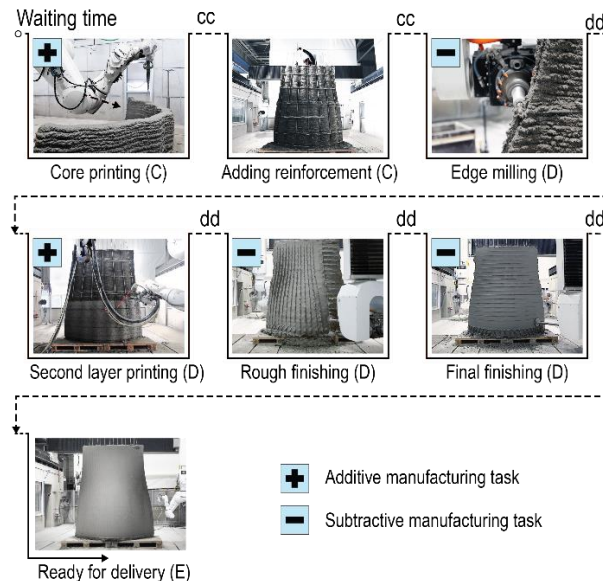 Waiting time
cc
cc
dd
Core printing (C)
Adding reinforcement (C)
Edge milling (D)
dd
dd
dd
Second layer printing (D)
Rough finishing (D)
Final finishing (D)
Additive manufacturing task
Subtractive manufacturing task
Ready for delivery (E)